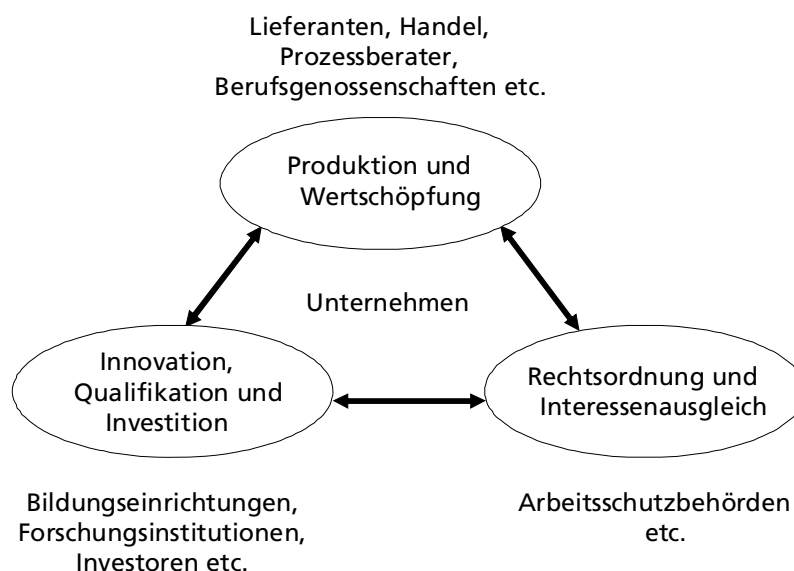 Lieferanten, Handel,
Prozessberater,
Berufsgenossenschaften etc.
Produktion und
Wertschöpfung
Unternehmen
Innovation,
Qualifikation und
Investition
Rechtsordnung und
Interessenausgleich
Bildungseinrichtungen,
Forschungsinstitutionen,
Investoren etc.
Arbeitsschutzbehörden
etc.